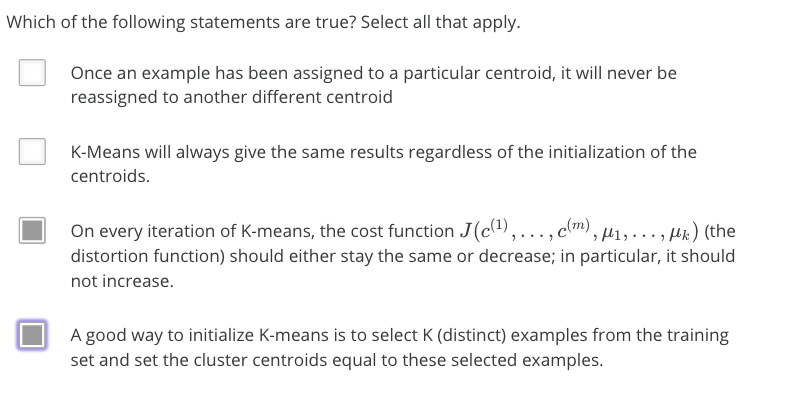 Which of the following statements are true? Select all that apply.
Once an example has been assigned to a particular centroid, it will never be
reassigned to another different centroid
K-Means will always give the same results regardless of the initialization of the
centroids.
On every iteration of K-means, the cost function J(c^(1), . . . , c^(m), μ_1, . . . , μ_k) (the
distortion function) should either stay the same or decrease; in particular, it should
not increase.
A good way to initialize K-means is to select K (distinct) examples from the training
set and set the cluster centroids equal to these selected examples.